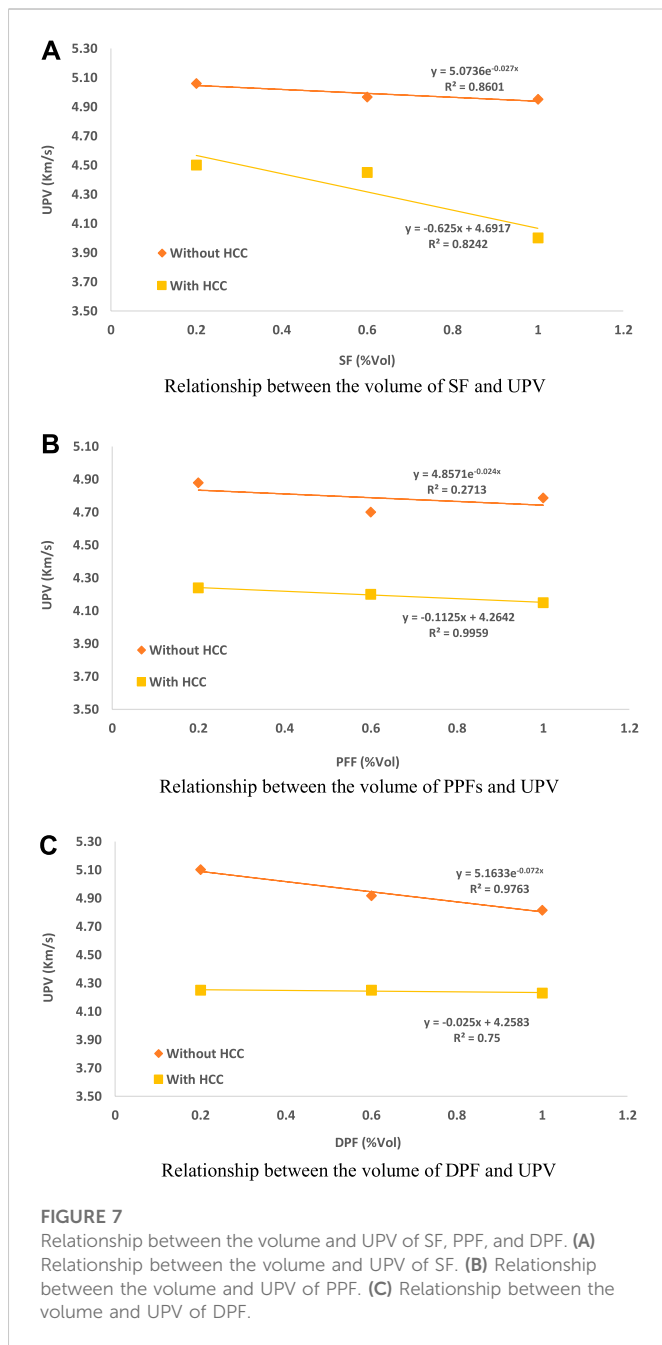 A
5.30
5.10
4.90
4.70
4.50
4.30
4.10
3.90
3.70
3.50
UPV (Km/s)
y = 5.0736e^-0.027x
R² = 0.8601
y = -0.625x + 4.6917
R² = 0.8242
Without HCC
With HCC
0 0.2 0.4 0.6 0.8 1 1.2
SF (%Vol)
Relationship between the volume of SF and UPV
B
5.10
4.90
4.70
4.50
4.30
4.10
3.90
3.70
3.50
UPV (Km/s)
y = 4.8571e^-0.024x
R² = 0.2713
y = -0.1125x + 4.2642
R² = 0.9959
Without HCC
With HCC
0 0.2 0.4 0.6 0.8 1 1.2
PFF (%Vol)
Relationship between the volume of PPFs and UPV
C
5.30
5.10
4.90
4.70
4.50
4.30
4.10
3.90
3.70
3.50
UPV (Km/s)
y = 5.1633e^-0.072x
R² = 0.9763
y = -0.025x + 4.2583
R² = 0.75
Without HCC
With HCC
0 0.2 0.4 0.6 0.8 1 1.2
DPF (%Vol)
Relationship between the volume of DPF and UPV
FIGURE 7
Relationship between the volume and UPV of SF, PPF, and DPF. (A)
Relationship between the volume and UPV of SF. (B) Relationship
between the volume and UPV of PPF. (C) Relationship between the
volume and UPV of DPF.